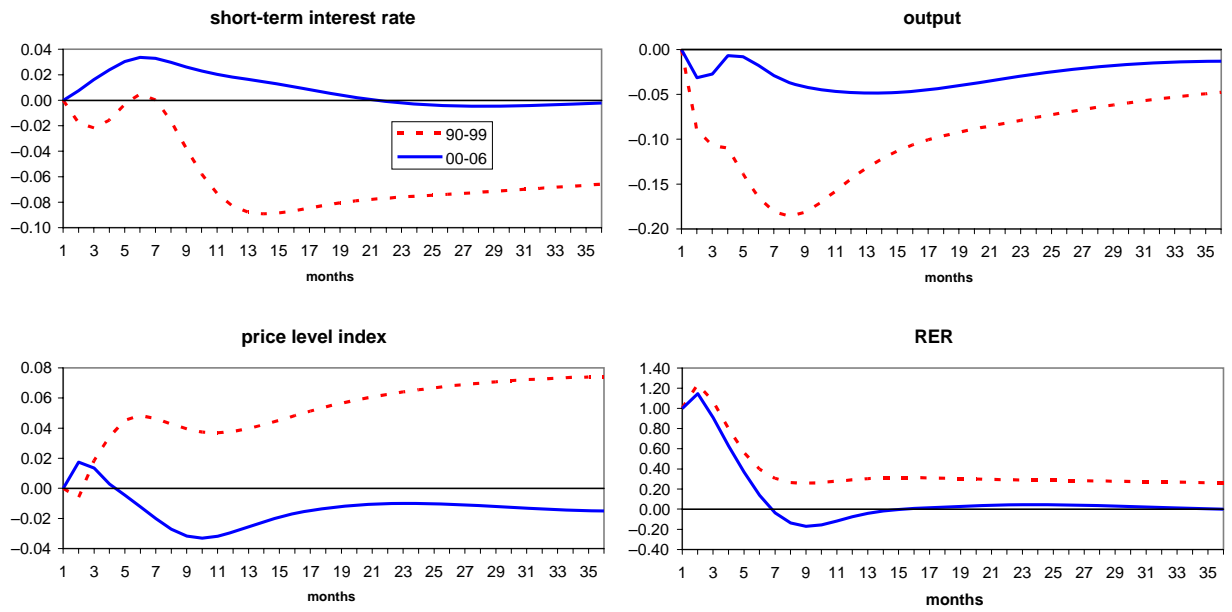 short-term interest rate
0.04
0.02
0.00
–0.02
–0.04
–0.06
–0.08
–0.10
90-99
00-06
1 3 5 7 9 11 13 15 17 19 21 23 25 27 29 31 33 35
months
output
0.00
–0.05
–0.10
–0.15
–0.20
1 3 5 7 9 11 13 15 17 19 21 23 25 27 29 31 33 35
months
price level index
0.08
0.06
0.04
0.02
0.00
–0.02
–0.04
1 3 5 7 9 11 13 15 17 19 21 23 25 27 29 31 33 35
months
RER
1.40
1.20
1.00
0.80
0.60
0.40
0.20
0.00
–0.20
–0.40
1 3 5 7 9 11 13 15 17 19 21 23 25 27 29 31 33 35
months